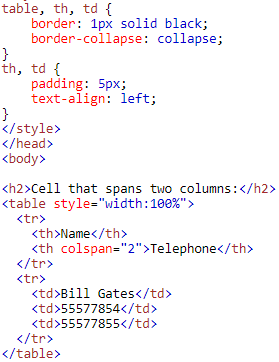 table, th, td {
    border: 1px solid black;
    border-collapse: collapse;
}
th, td {
    padding: 5px;
    text-align: left;
}
</style>
</head>
<body>

<h2>Cell that spans two columns:</h2>
<table style="width:100%">
  <tr>
    <th>Name</th>
    <th colspan="2">Telephone</th>
  </tr>
  <tr>
    <td>Bill Gates</td>
    <td>55577854</td>
    <td>55577855</td>
  </tr>
</table>